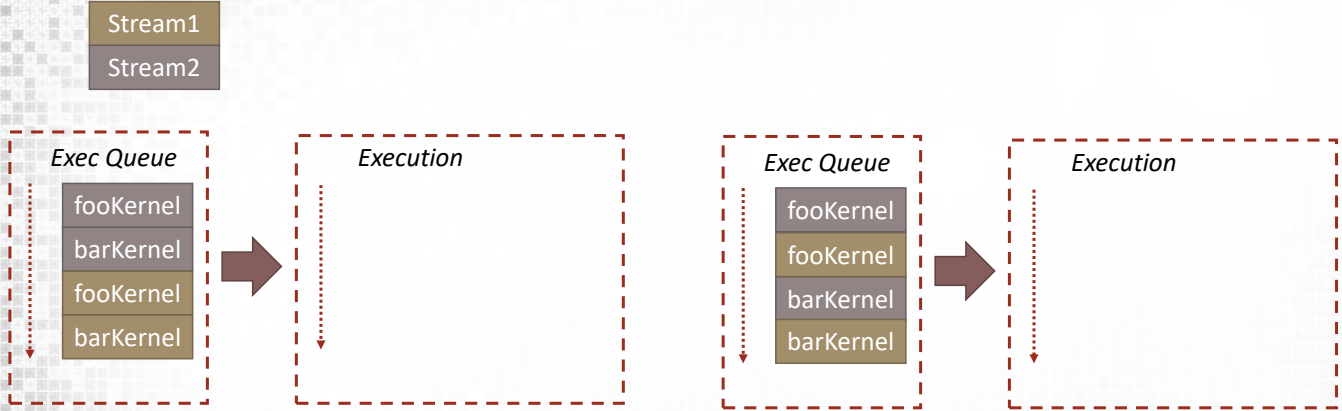 Stream1
Stream2
Exec Queue
fooKernel
barKernel
fooKernel
barKernel
Execution
Exec Queue
fooKernel
fooKernel
barKernel
barKernel
Execution